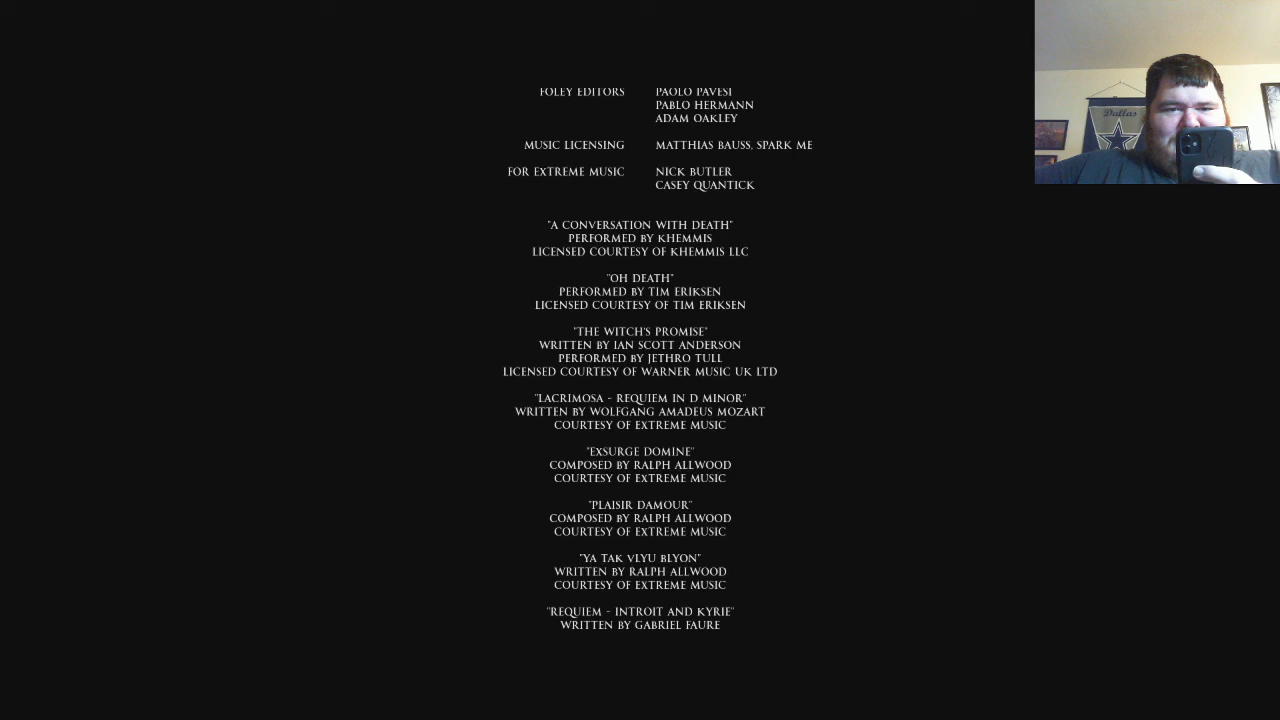 Dallas
FOLEY EDITORS PAOLO PAVESI
PABLO HERMANN
ADAM OAKLEY
MUSIC LICENSING MATTHIAS BAUSS, SPARK ME
FOR EXTREME MUSIC NICK BUTLER
CASEY QUANTICK
"A CONVERSATION WITH DEATH"
PERFORMED BY KHEMMIS
LICENSED COURTESY OF KHEMMIS LLC
"OH DEATH"
PERFORMED BY TIM ERIKSEN
LICENSED COURTESY OF TIM ERIKSEN
"THE WITCH'S PROMISE"
WRITTEN BY IAN SCOTT ANDERSON
PERFORMED BY JETHRO TULL
LICENSED COURTESY OF WARNER MUSIC UK LTD
"LACRIMOSA - REQUIEM IN D MINOR"
WRITTEN BY WOLFGANG AMADEUS MOZART
COURTESY OF EXTREME MUSIC
"EXSURGE DOMINE"
COMPOSED BY RALPH ALLWOOD
COURTESY OF EXTREME MUSIC
"PLAISIR DAMOUR"
COMPOSED BY RALPH ALLWOOD
COURTESY OF EXTREME MUSIC
"YA TAK VLYU BLYON"
WRITTEN BY RALPH ALLWOOD
COURTESY OF EXTREME MUSIC
"REQUIEM - INTROIT AND KYRIE"
WRITTEN BY GABRIEL FAURE